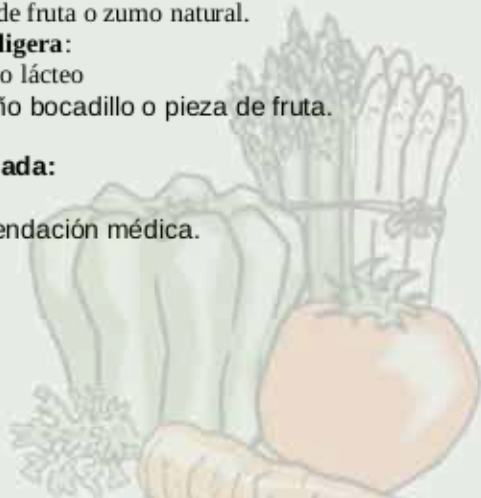 de fruta o zumo natural.
ligera:
o lácteo
ño bocadillo o pieza de fruta.
ada:
endación médica.